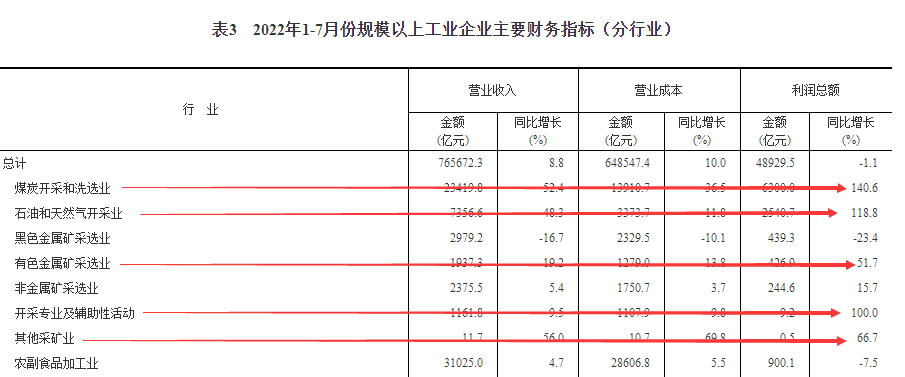 表3 2022年1-7月份规模以上工业企业主要财务指标（分行业）
行 业 营业收入 营业成本 利润总额
金额 同比增长 金额 同比增长 金额 同比增长
(亿元) (%) (亿元) (%) (亿元) (%)
总计 765672.3 8.8 648547.4 10.0 48929.5 -1.1
煤炭开采和洗选业 23419.8 52.4 13910.7 36.5 140.6
石油和天然气开采业 7356.6 48.3 3373.7 11.8 2540.7 118.8
黑色金属矿采选业 2979.2 -16.7 2329.5 -10.1 439.3 -23.4
有色金属矿采选业 1937.3 19.2 1279.0 13.8 426.9 51.7
非金属矿采选业 2375.5 5.4 1750.7 3.7 244.6 15.7
开采专业及辅助性活动 1161.8 9.5 1107.9 9.8 9.2 100.0
其他采矿业 11.7 56.0 10.7 69.8 0.5 66.7
农副食品加工业 31025.0 4.7 28606.8 5.5 900.1 -7.5